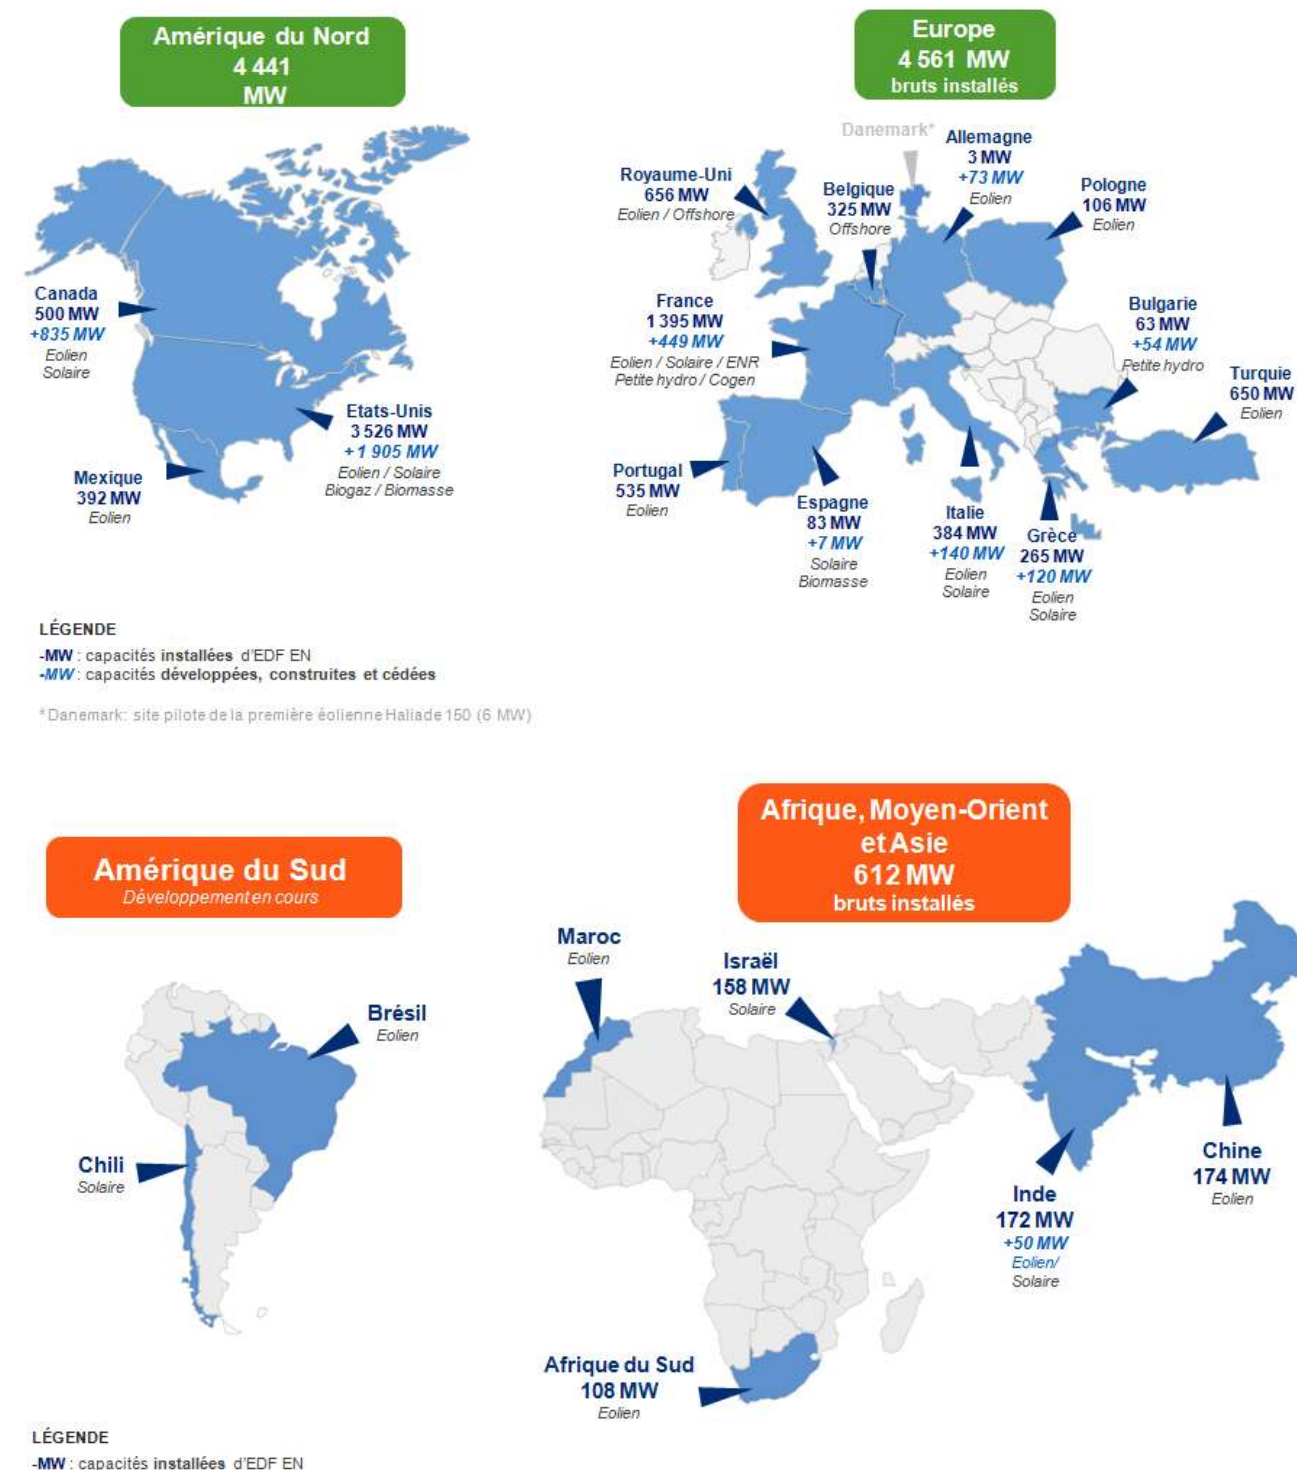 Amérique du Nord
4 441
MW
Europe
4 561 MW
bruts installés
Canada
500 MW
+835 MW
Eolien
Solaire
Etats-Unis
3 526 MW
+1 905 MW
Eolien / Solaire
Biogaz / Biomasse
Mexique
392 MW
Eolien
Danemark*
Allemagne
3 MW
+73 MW
Eolien
Royaume-Uni
656 MW
Eolien / Offshore
Belgique
325 MW
Offshore
Pologne
106 MW
Eolien
France
1 395 MW
+449 MW
Eolien / Solaire / ENR
Petite hydro / Cogen
Bulgarie
63 MW
+54 MW
Petite hydro
Turquie
650 MW
Eolien
Portugal
535 MW
Eolien
Espagne
83 MW
+7 MW
Solaire
Biomasse
Italie
384 MW
+140 MW
Eolien
Solaire
Grèce
265 MW
+120 MW
Eolien
Solaire
LÉGENDE
-MW : capacités installées d'EDF EN
-MW : capacités développées, construites et cédées
*Danemark: site pilote de la première éolienne Haliade 150 (6 MW)
Amérique du Sud
Développement en cours
Afrique, Moyen-Orient
et Asie
612 MW
bruts installés
Brésil
Eolien
Chili
Solaire
Maroc
Eolien
Israël
158 MW
Solaire
Chine
174 MW
Eolien
Inde
172 MW
+50 MW
Eolien/
Solaire
Afrique du Sud
108 MW
Eolien
LÉGENDE
-MW : capacités installées d'EDF EN